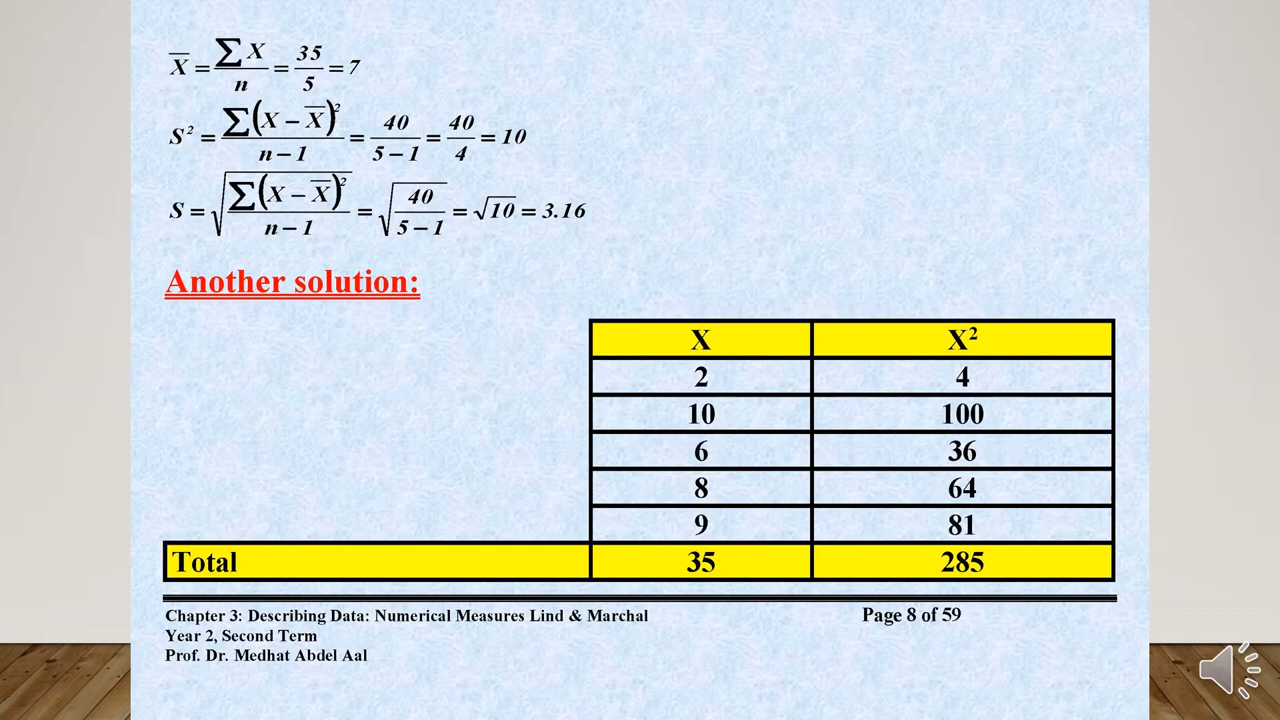 X̄ = ∑X / n = 35 / 5 = 7
S² = ∑(X − X̄)² / n − 1 = 40 / 5 − 1 = 40 / 4 = 10
S = √(∑(X − X̄)² / n − 1) = √(40 / 5 − 1) = √10 = 3.16
Another solution:
X X²
2 4
10 100
6 36
8 64
9 81
Total 35 285
Chapter 3: Describing Data: Numerical Measures Lind & Marchal Page 8 of 59
Year 2, Second Term
Prof. Dr. Medhat Abdel Aal